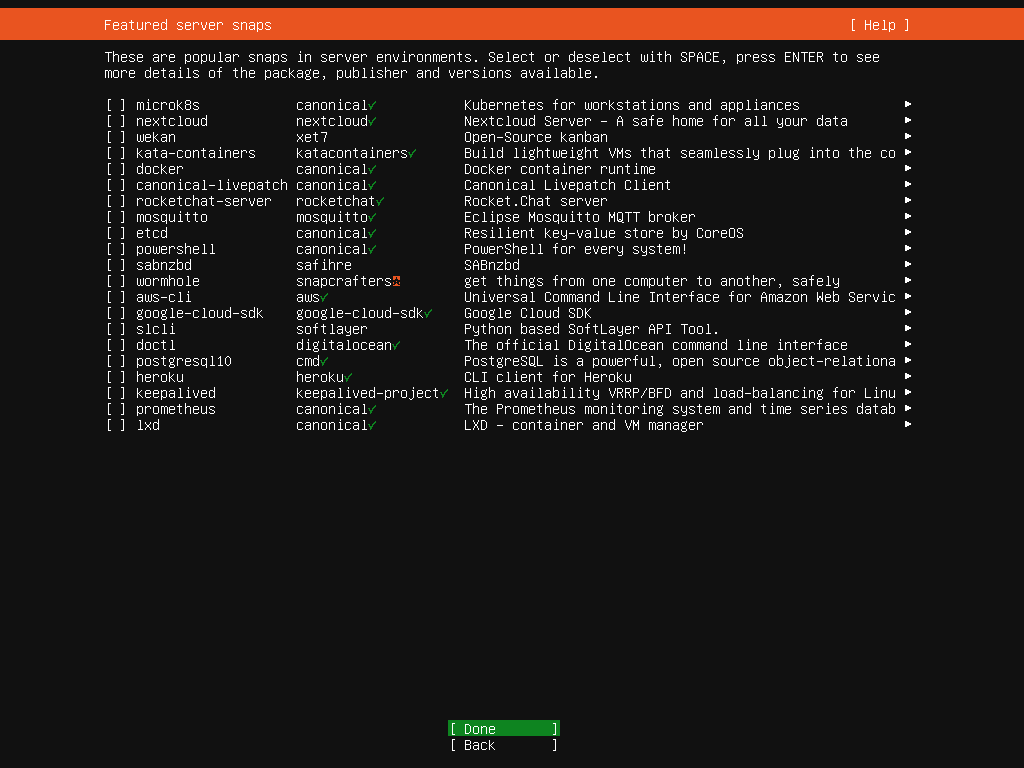 Featured server snaps [ Help ]
These are popular snaps in server environments. Select or deselect with SPACE, press ENTER to see
more details of the package, publisher and versions available.
[ ] microk8s canonical✓ Kubernetes for workstations and appliances ▸
[ ] nextcloud nextcloud✓ Nextcloud Server - A safe home for all your data ▸
[ ] wekan xet7 Open-Source kanban ▸
[ ] kata-containers katacontainers✓ Build lightweight VMs that seamlessly plug into the co ▸
[ ] docker canonical✓ Docker container runtime ▸
[ ] canonical-livepatch canonical✓ Canonical Livepatch Client ▸
[ ] rocketchat-server rocketchat✓ Rocket.Chat server ▸
[ ] mosquitto mosquitto✓ Eclipse Mosquitto MQTT broker ▸
[ ] etcd canonical✓ Resilient key-value store by CoreOS ▸
[ ] powershell canonical✓ PowerShell for every system! ▸
[ ] sabnzbd safihre SABnzbd ▸
[ ] wormhole snapcrafters get things from one computer to another, safely ▸
[ ] aws-cli aws✓ Universal Command Line Interface for Amazon Web Servic ▸
[ ] google-cloud-sdk google-cloud-sdk✓ Google Cloud SDK ▸
[ ] slcli softlayer Python based SoftLayer API Tool. ▸
[ ] doctl digitalocean✓ The official DigitalOcean command line interface ▸
[ ] postgresql10 cmd✓ PostgreSQL is a powerful, open source object-relationa ▸
[ ] heroku heroku✓ CLI client for Heroku ▸
[ ] keepalived keepalived-project✓ High availability VRRP/BFD and load-balancing for Linu ▸
[ ] prometheus canonical✓ The Prometheus monitoring system and time series datab ▸
[ ] lxd canonical✓ LXD - container and VM manager ▸
[ Done ]
[ Back ]